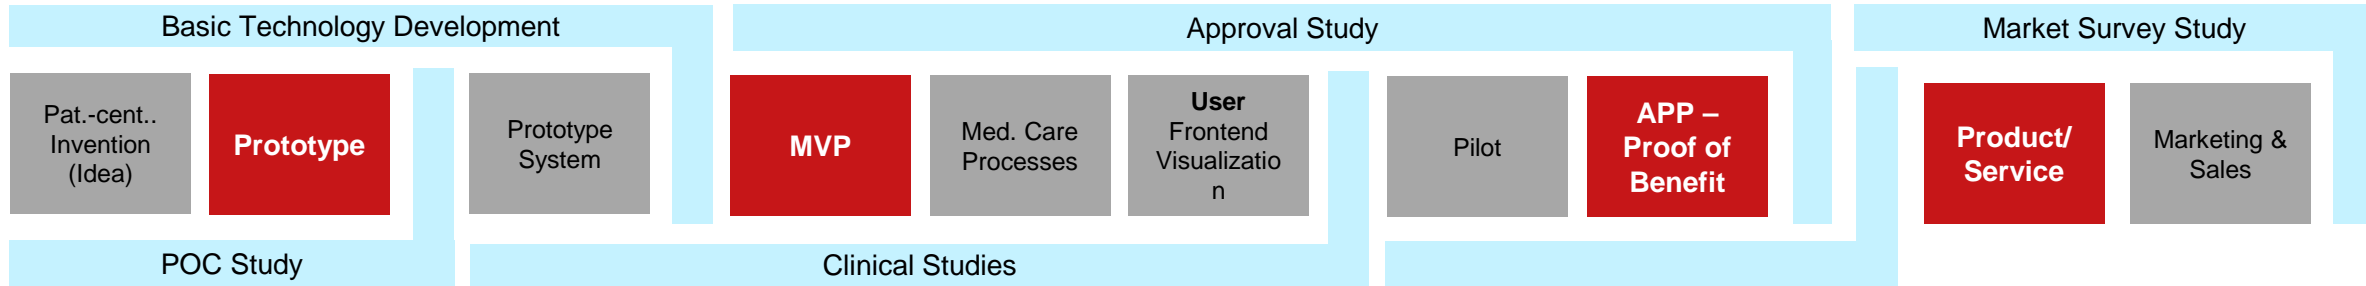 Basic Technology Development
Approval Study
Market Survey Study
Pat.-cent..
Invention
(Idea)
Prototype
Prototype
System
MVP
Med. Care
Processes
User
Frontend
Visualizatio
n
Pilot
APP –
Proof of
Benefit
Product/
Service
Marketing &
Sales
POC Study
Clinical Studies